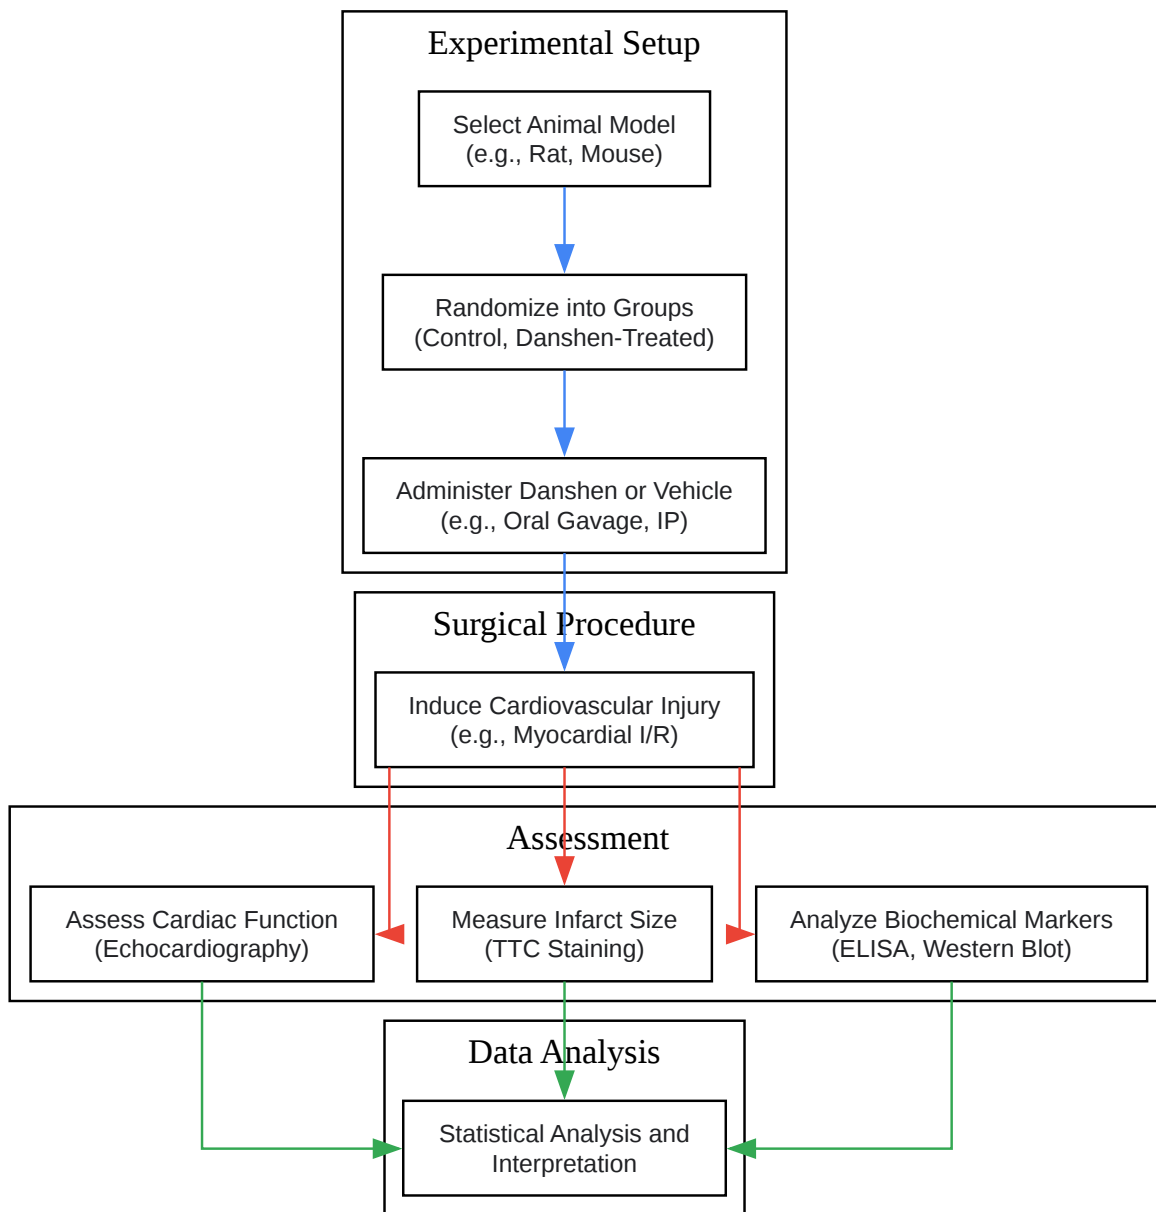 Experimental Setup
Select Animal Model
(e.g., Rat, Mouse)
Randomize into Groups
(Control, Danshen-Treated)
Administer Danshen or Vehicle
(e.g., Oral Gavage, IP)
Surgical Procedure
Induce Cardiovascular Injury
(e.g., Myocardial I/R)
Assessment
Assess Cardiac Function
(Echocardiography)
Measure Infarct Size
(TTC Staining)
Analyze Biochemical Markers
(ELISA, Western Blot)
Data Analysis
Statistical Analysis and
Interpretation